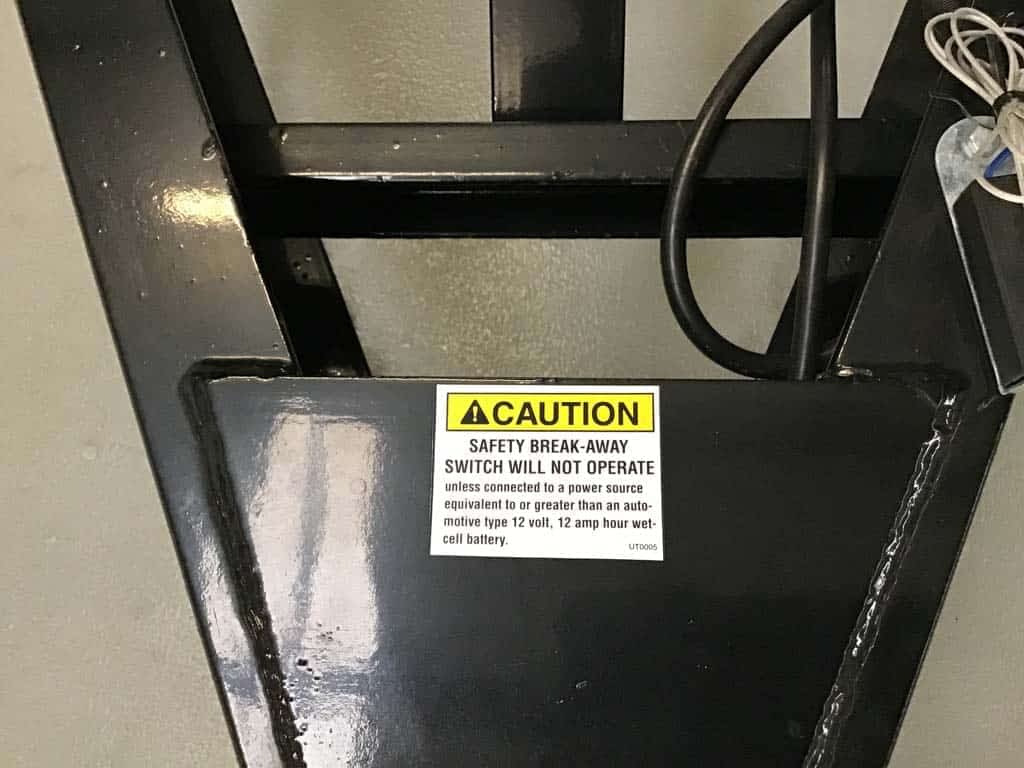 CAUTION
SAFETY BREAK-AWAY
SWITCH WILL NOT OPERATE
unless connected to a power source
equivalent to or greater than an auto-
motive type 12 volt, 12 amp hour wet-
cell battery.
UT0005